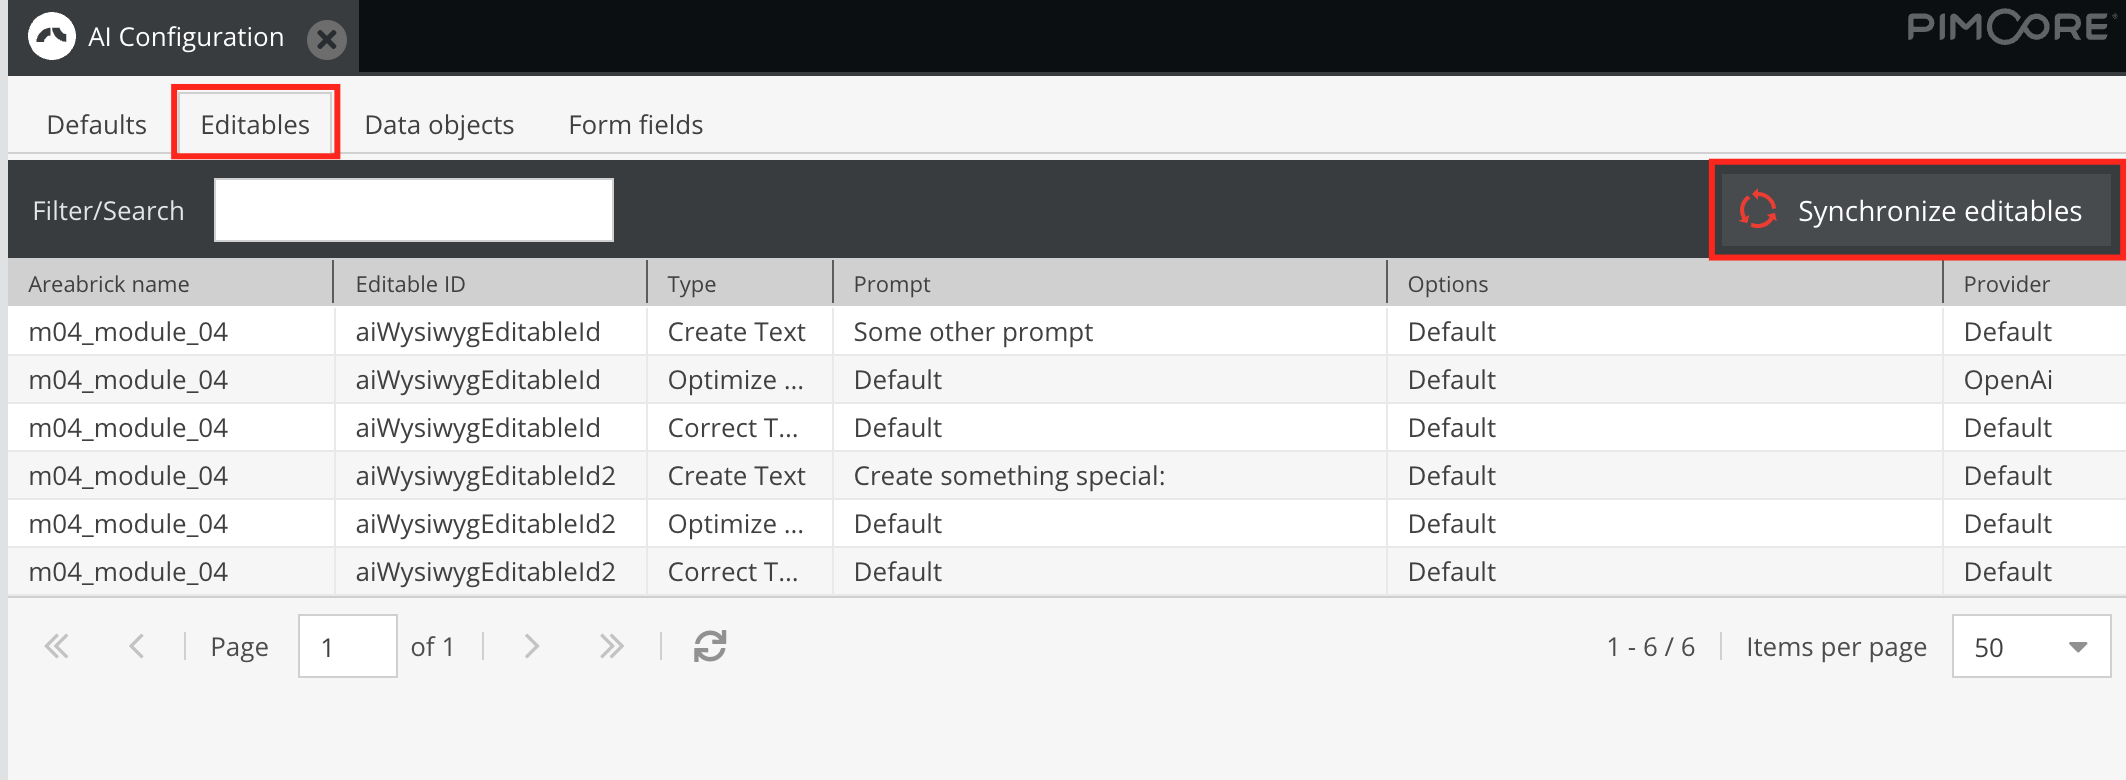 AI Configuration
PIMCORE
Defaults Editables Data objects Form fields
Filter/Search Synchronize editables
Areabrick name Editable ID Type Prompt Options Provider
m04_module_04 aiWysiwygEditableId Create Text Some other prompt Default Default
m04_module_04 aiWysiwygEditableId Optimize ... Default Default OpenAi
m04_module_04 aiWysiwygEditableId Correct T... Default Default Default
m04_module_04 aiWysiwygEditableId2 Create Text Create something special: Default Default
m04_module_04 aiWysiwygEditableId2 Optimize ... Default Default Default
m04_module_04 aiWysiwygEditableId2 Correct T... Default Default Default
Page 1 of 1 1 - 6 / 6 Items per page 50